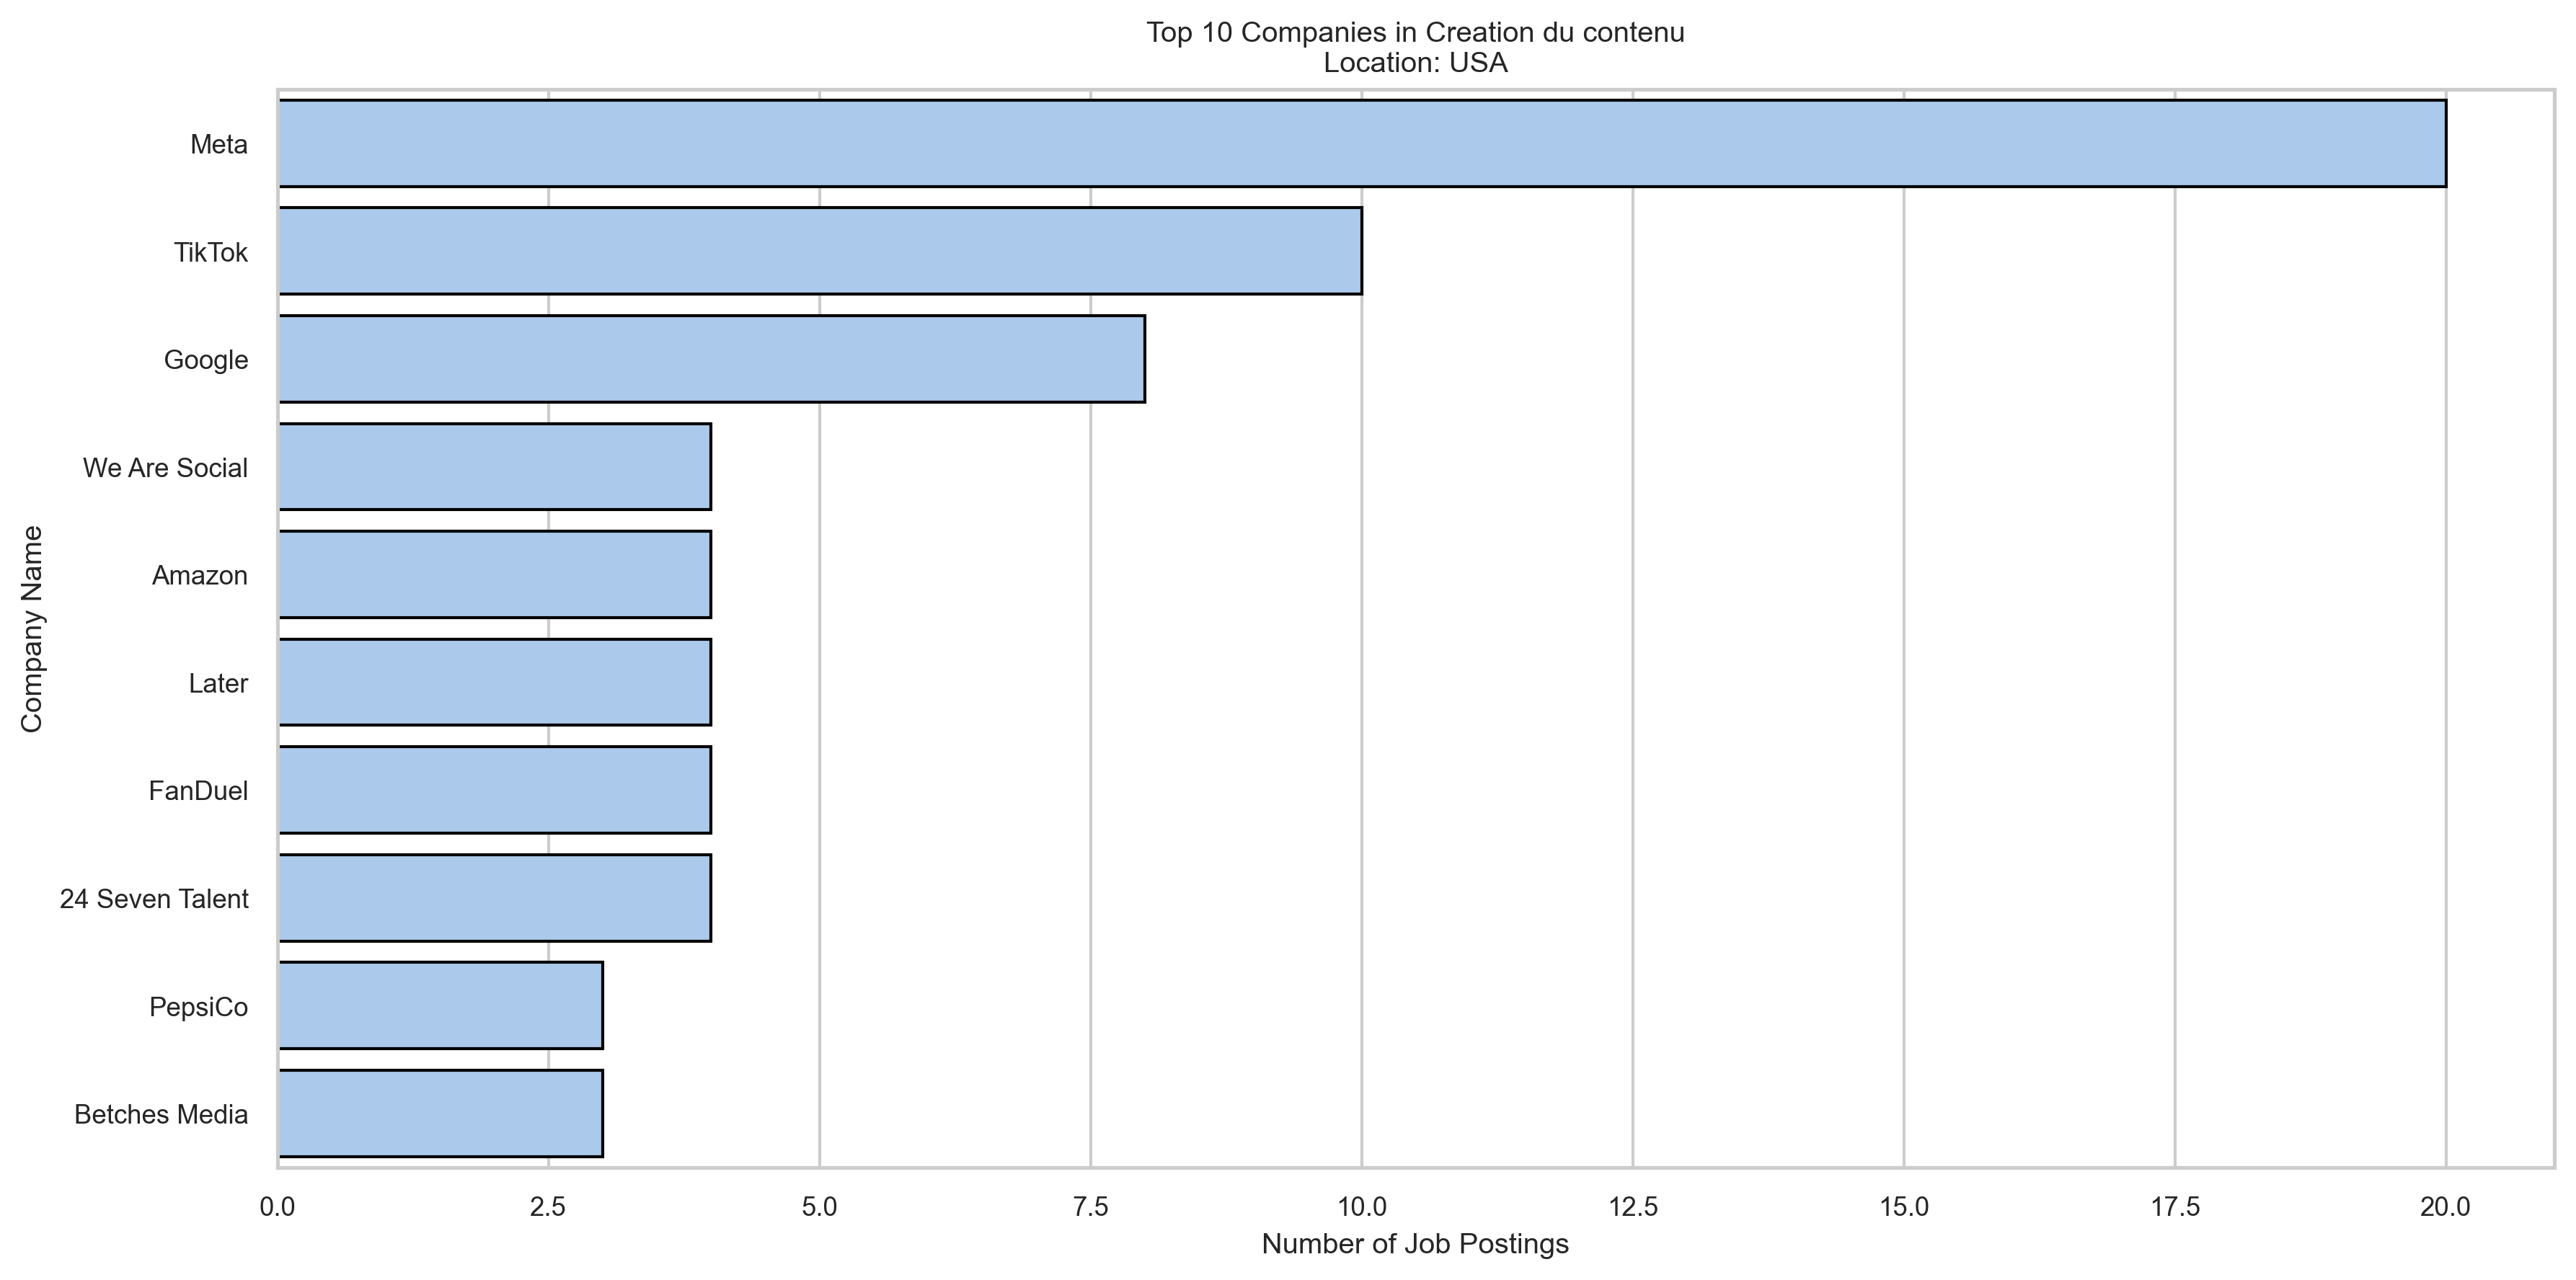 Top 10 Companies in Creation du contenu
Location: USA
Company Name
Meta
TikTok
Google
We Are Social
Amazon
Later
FanDuel
24 Seven Talent
PepsiCo
Betches Media
0.0 2.5 5.0 7.5 10.0 12.5 15.0 17.5 20.0
Number of Job Postings